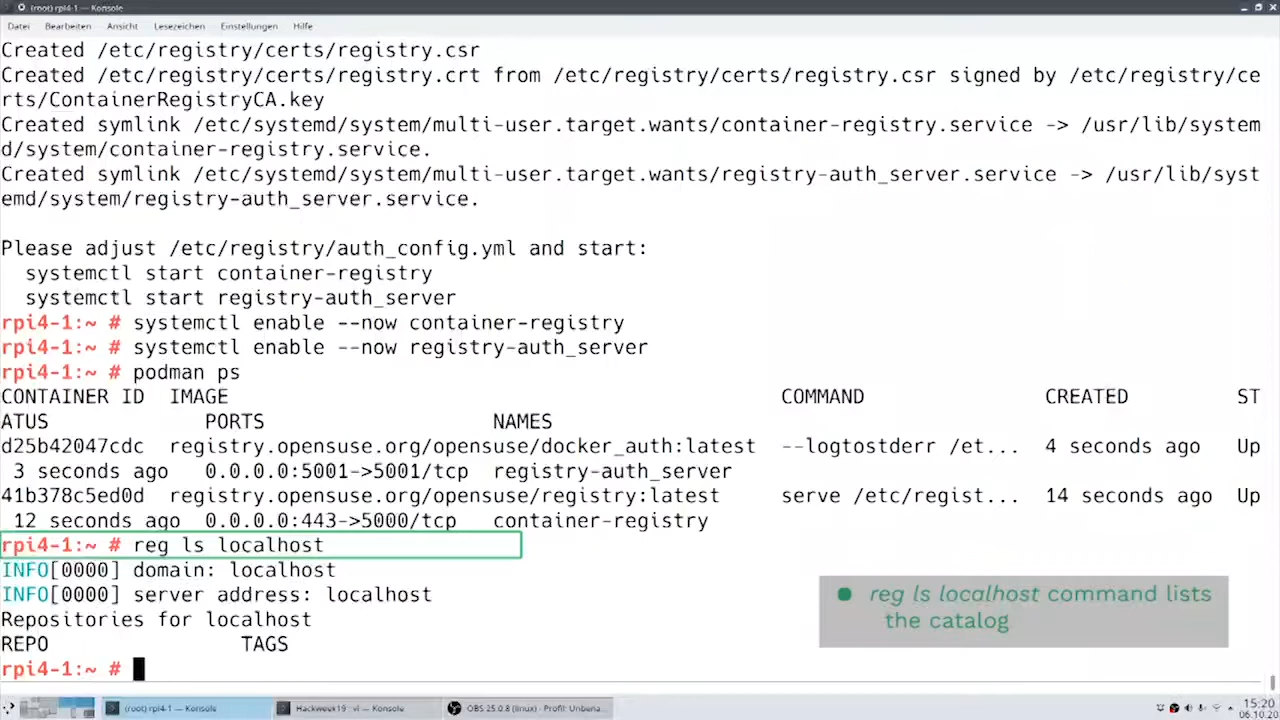 (root) rpi4-1 — Konsole
Datei Bearbeiten Ansicht Lesezeichen Einstellungen Hilfe
Created /etc/registry/certs/registry.csr
Created /etc/registry/certs/registry.crt from /etc/registry/certs/registry.csr signed by /etc/registry/ce
rts/ContainerRegistryCA.key
Created symlink /etc/systemd/system/multi-user.target.wants/container-registry.service -> /usr/lib/system
d/system/container-registry.service.
Created symlink /etc/systemd/system/multi-user.target.wants/registry-auth_server.service -> /usr/lib/syst
emd/system/registry-auth_server.service.
Please adjust /etc/registry/auth_config.yml and start:
systemctl start container-registry
systemctl start registry-auth_server
rpi4-1:~ # systemctl enable --now container-registry
rpi4-1:~ # systemctl enable --now registry-auth_server
rpi4-1:~ # podman ps
CONTAINER ID IMAGE COMMAND CREATED ST
ATUS PORTS NAMES
d25b42047cdc registry.opensuse.org/opensuse/docker_auth:latest --logtostderr /et... 4 seconds ago Up
3 seconds ago 0.0.0.0:5001->5001/tcp registry-auth_server
41b378c5ed0d registry.opensuse.org/opensuse/registry:latest serve /etc/regist... 14 seconds ago Up
12 seconds ago 0.0.0.0:443->5000/tcp container-registry
rpi4-1:~ # reg ls localhost
INFO[0000] domain: localhost
INFO[0000] server address: localhost
Repositories for localhost
REPO TAGS
rpi4-1:~ #
reg ls localhost command lists
the catalog
(root) rpi4-1 — Konsole
Hackweek19 : vi — Konsole
OBS 25.0.8 (linux) - Profil: Unbena...
15:20
06.10.20